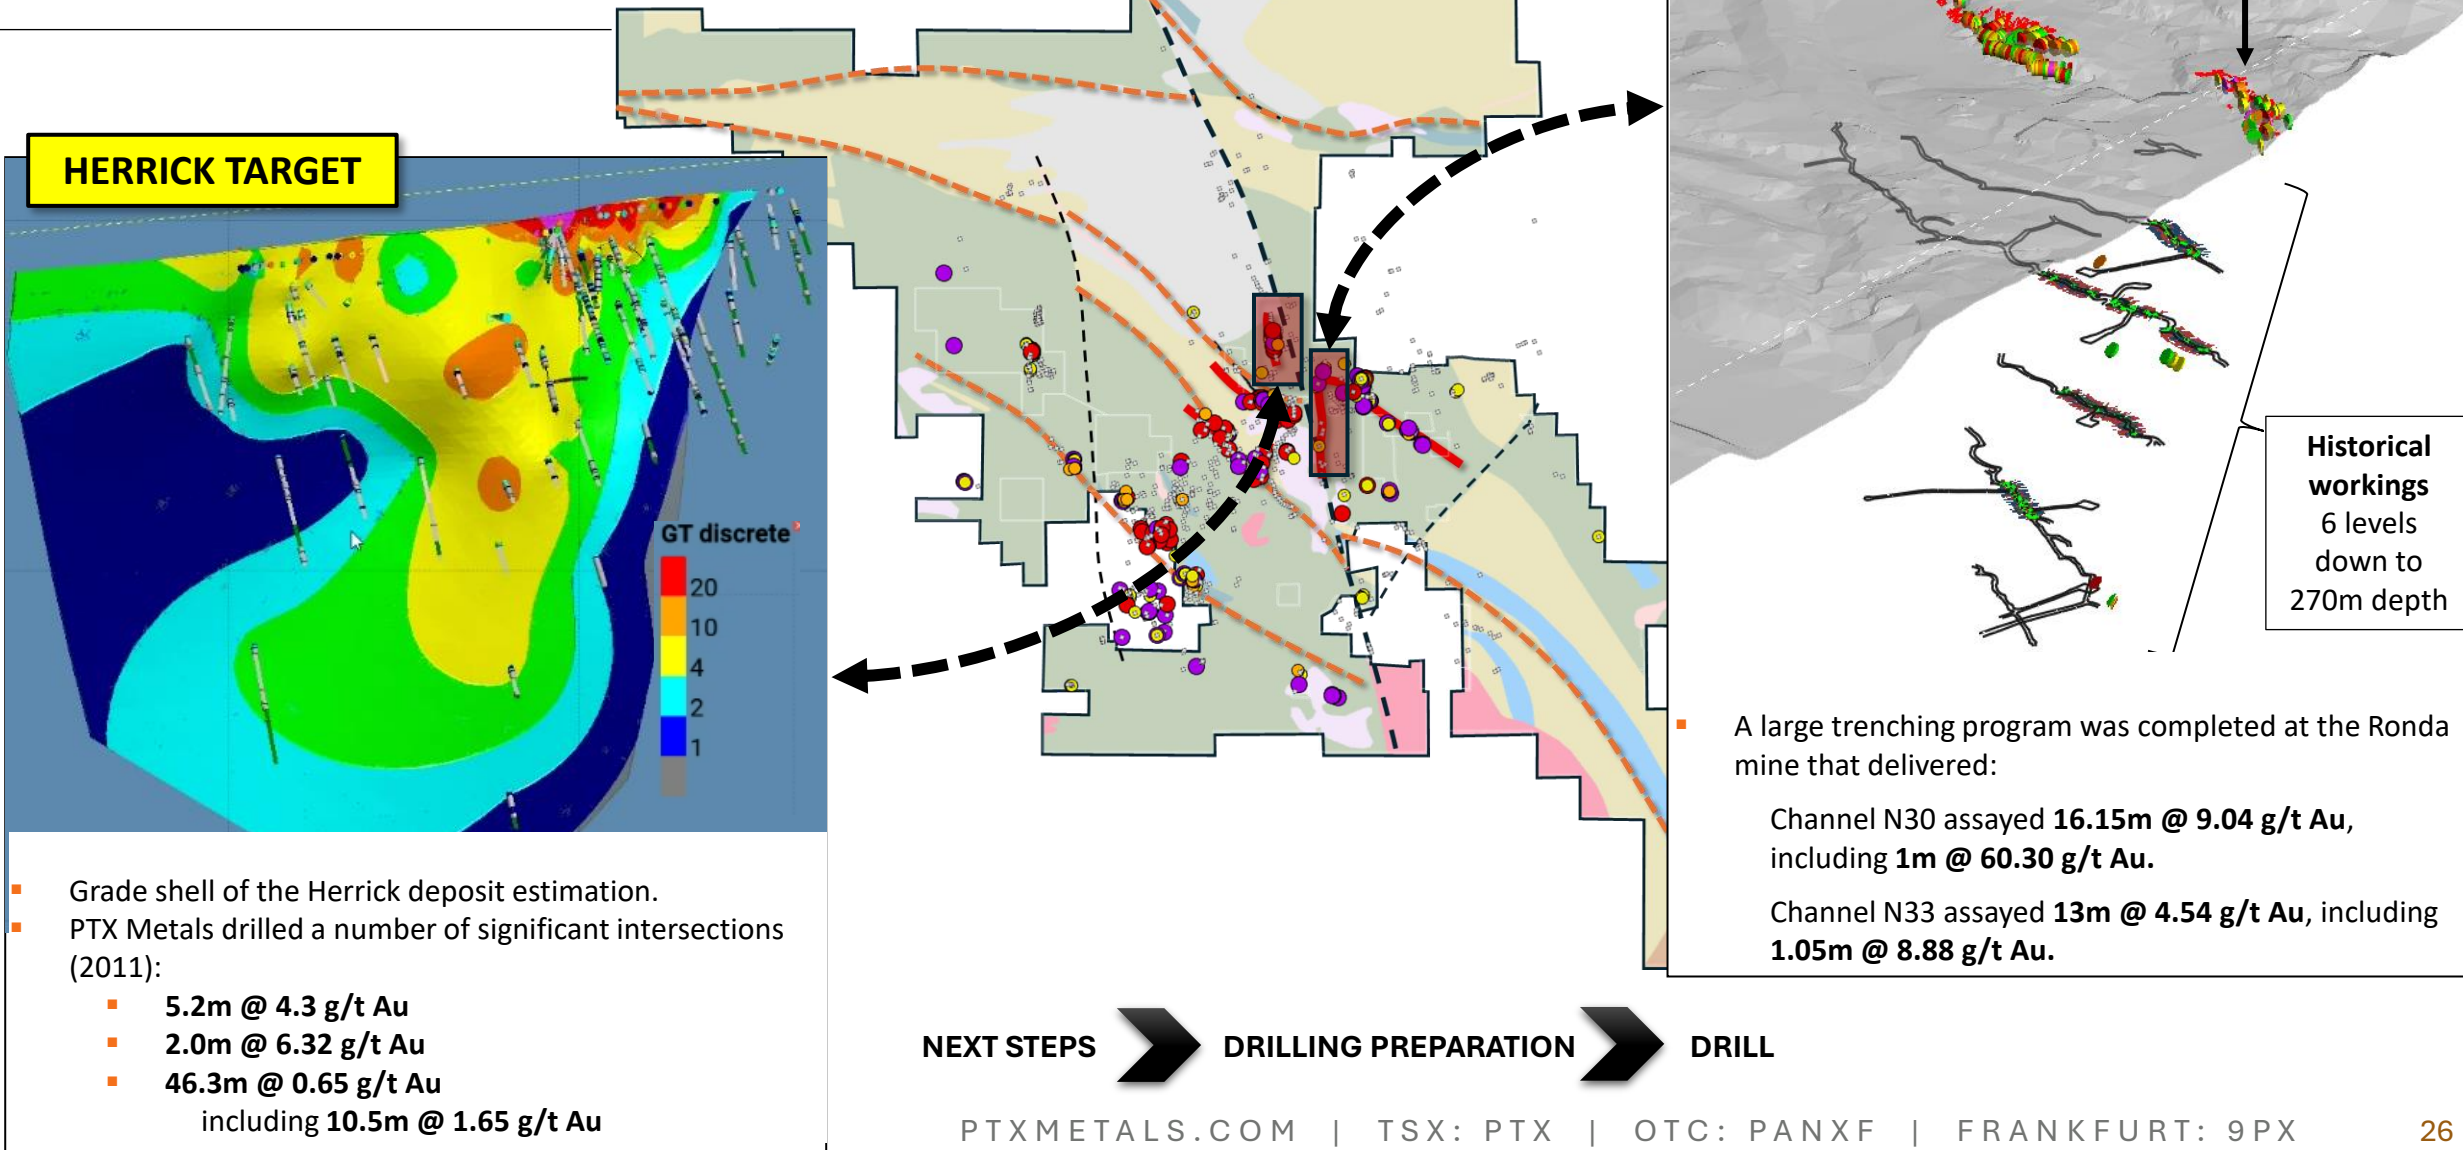 HERRICK TARGET
GT discrete
20
10
4
2
1
▪ Grade shell of the Herrick deposit estimation.
▪ PTX Metals drilled a number of significant intersections
(2011):
▪ 5.2m @ 4.3 g/t Au
▪ 2.0m @ 6.32 g/t Au
▪ 46.3m @ 0.65 g/t Au
including 10.5m @ 1.65 g/t Au
Historical
workings
6 levels
down to
270m depth
▪ A large trenching program was completed at the Ronda
mine that delivered:
Channel N30 assayed 16.15m @ 9.04 g/t Au,
including 1m @ 60.30 g/t Au.
Channel N33 assayed 13m @ 4.54 g/t Au, including
1.05m @ 8.88 g/t Au.
NEXT STEPS DRILLING PREPARATION DRILL
PTXMETALS.COM | TSX: PTX | OTC: PANXF | FRANKFURT: 9PX 26